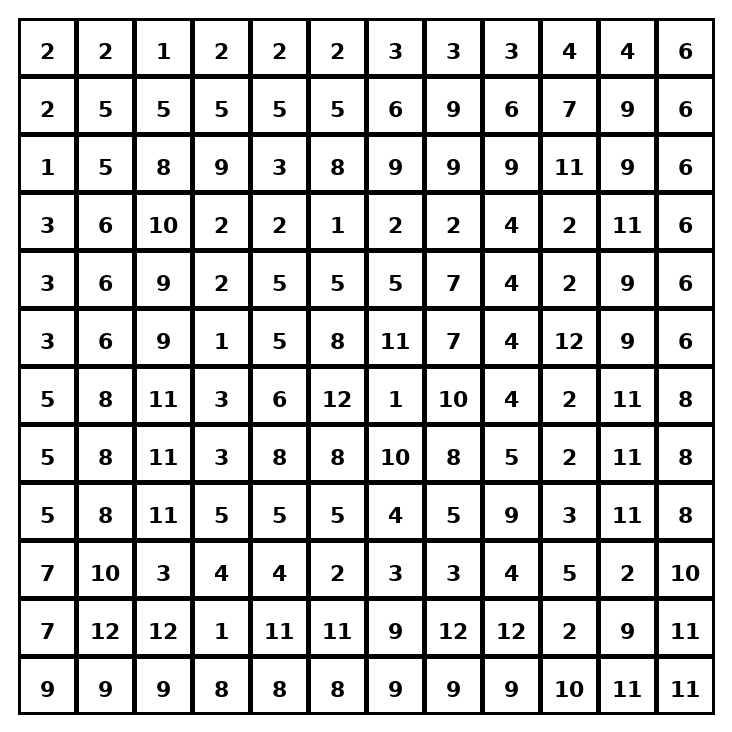 2 2 1 2 2 2 3 3 3 4 4 6
2 5 5 5 5 5 6 9 6 7 9 6
1 5 8 9 3 8 9 9 9 11 9 6
3 6 10 2 2 1 2 2 4 2 11 6
3 6 9 2 5 5 5 7 4 2 9 6
3 6 9 1 5 8 11 7 4 12 9 6
5 8 11 3 6 12 1 10 4 2 11 8
5 8 11 3 8 8 10 8 5 2 11 8
5 8 11 5 5 5 4 5 9 3 11 8
7 10 3 4 4 2 3 3 4 5 2 10
7 12 12 1 11 11 9 12 12 2 9 11
9 9 9 8 8 8 9 9 9 10 11 11